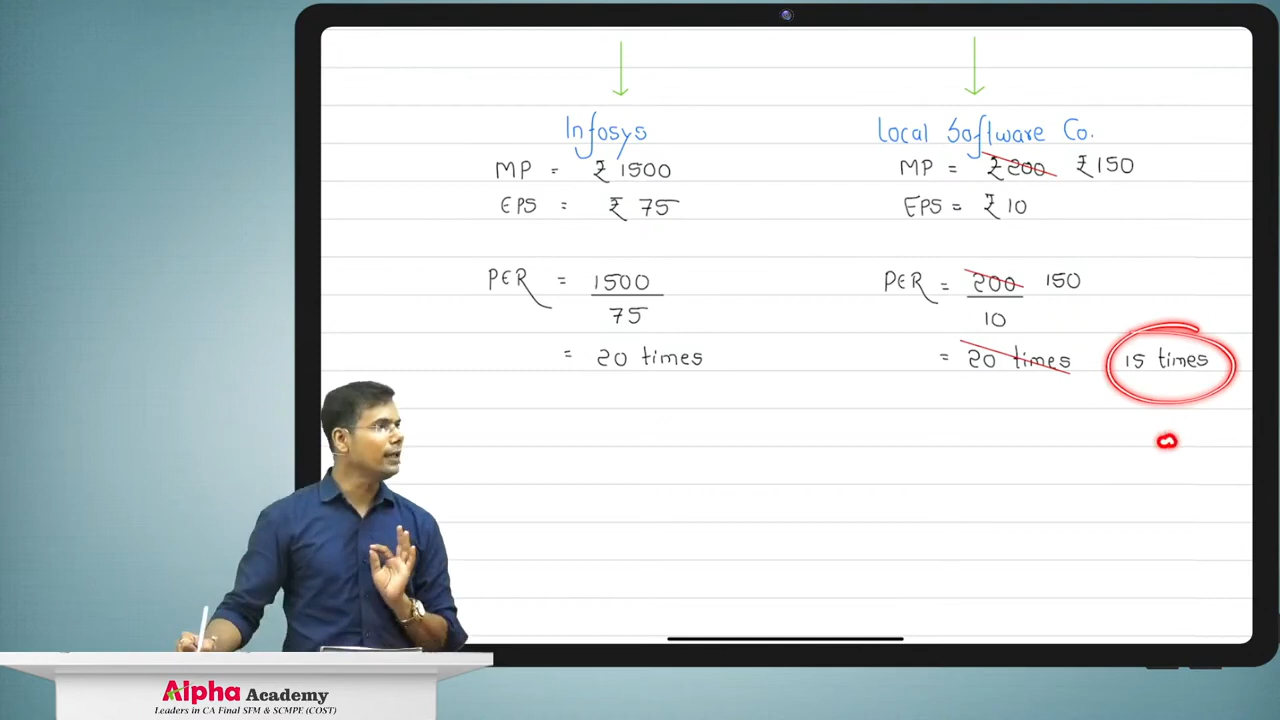 Infosys
MP = ₹ 1500
EPS = ₹ 75
PER = 1500
75
= 20 times
Local Software Co.
MP = ₹200 ₹150
EPS = ₹ 10
PER = 200 150
10
= 20 times 15 times
Alpha Academy
Leaders in CA Final SFM & SCMPE (COST)